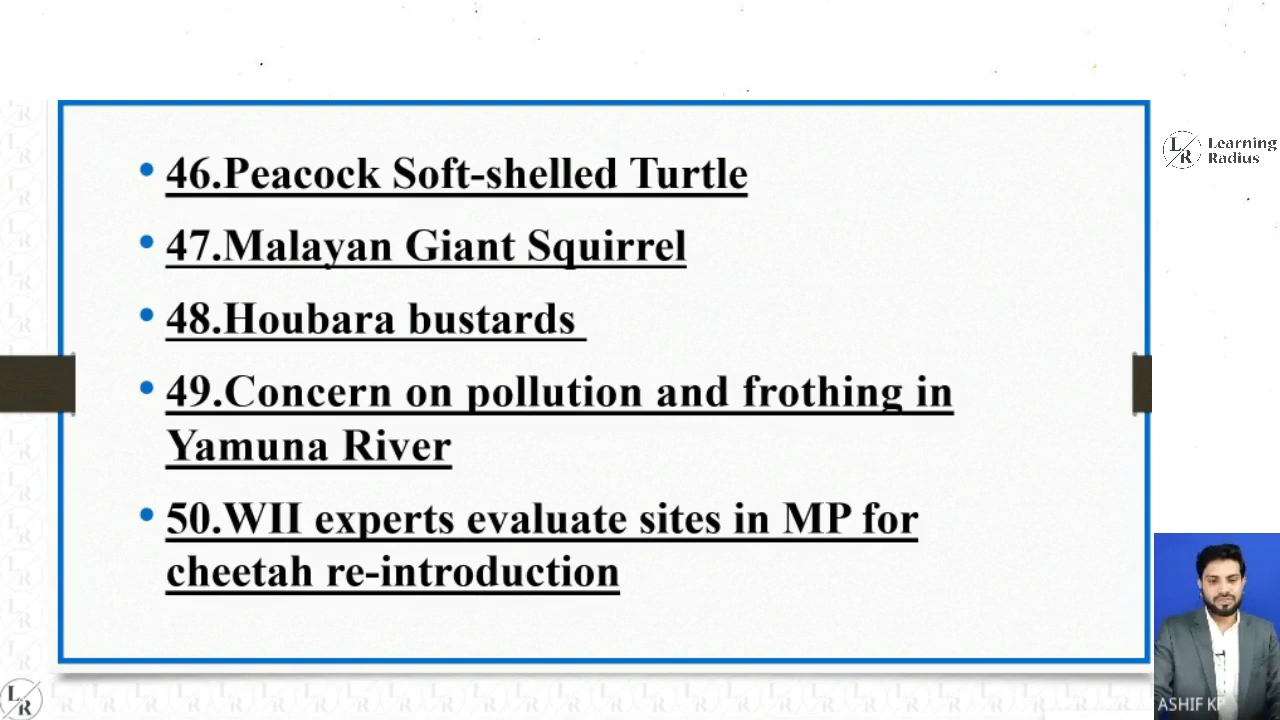 Learning
Radius
• 46.Peacock Soft-shelled Turtle
• 47.Malayan Giant Squirrel
• 48.Houbara bustards
• 49.Concern on pollution and frothing in
Yamuna River
• 50.WII experts evaluate sites in MP for
cheetah re-introduction
L
R
ASHIF KP